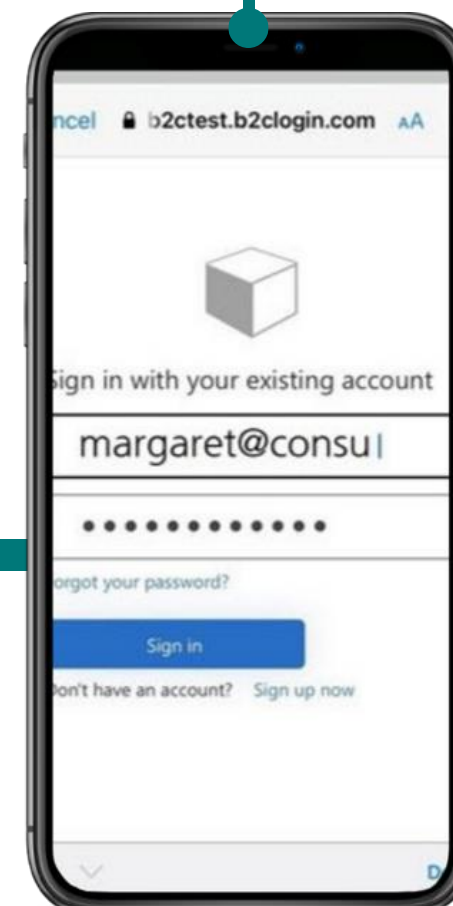 ncel b2ctest.b2clogin.com AA
Sign in with your existing account
margaret@consu
••••••••••••
orgot your password?
Sign in
Don't have an account? Sign up now
D